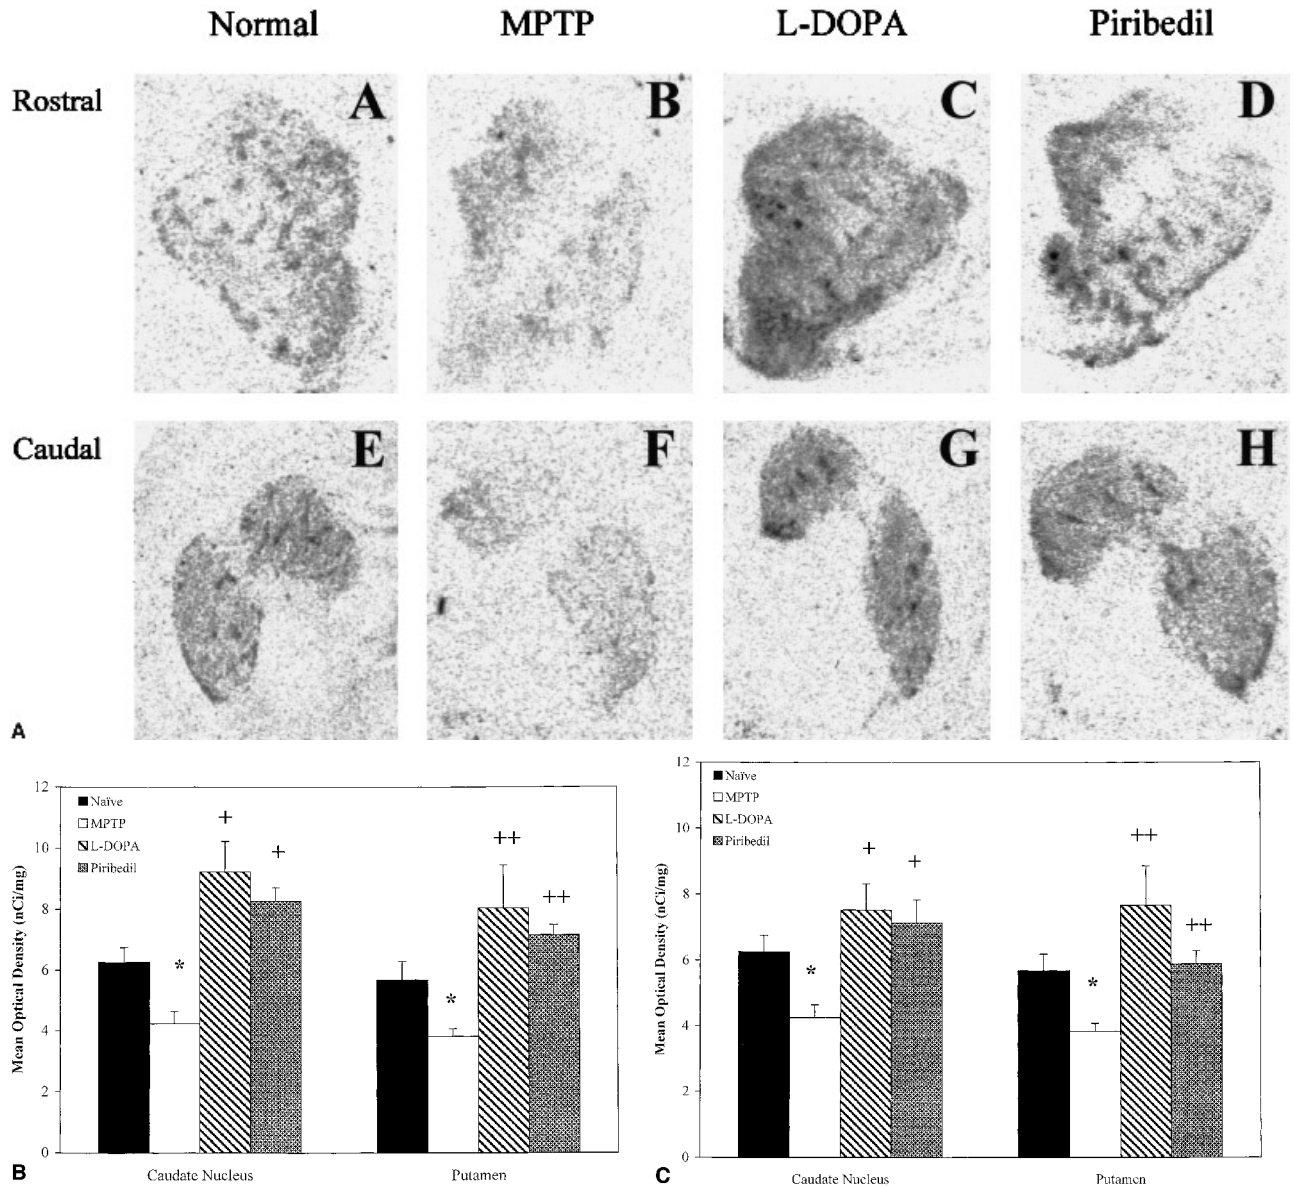 Normal MPTP L-DOPA Piribedil
Rostral A B C D
Caudal E F G H
A
Mean Optical Density (nCi/mg)
12
10
8
6
4
2
0
Naïve
MPTP
L-DOPA
Piribedil
+ + ++ ++
* *
Caudate Nucleus Putamen
B
Mean Optical Density (nCi/mg)
12
10
8
6
4
2
0
Naïve
MPTP
L-DOPA
Piribedil
+ + ++ ++
* *
Caudate Nucleus Putamen
C